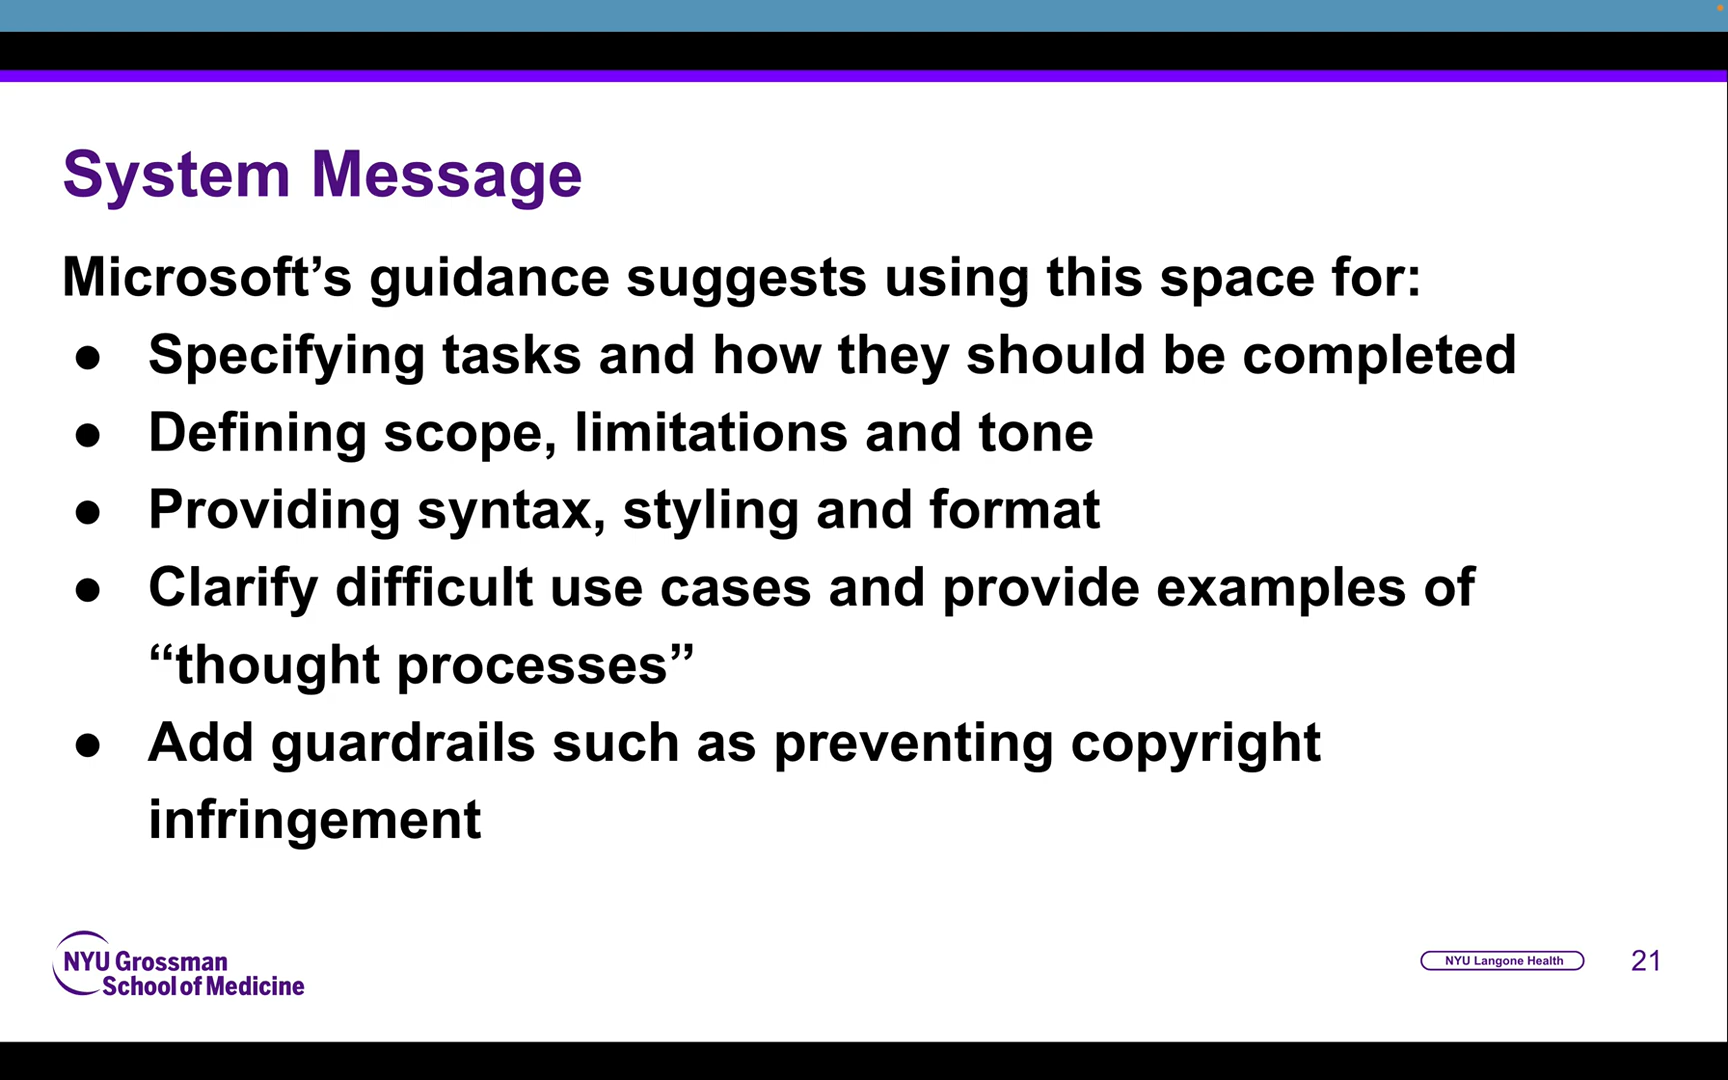 System Message
Microsoft’s guidance suggests using this space for:
● Specifying tasks and how they should be completed
● Defining scope, limitations and tone
● Providing syntax, styling and format
● Clarify difficult use cases and provide examples of
“thought processes”
● Add guardrails such as preventing copyright
infringement
NYU Grossman
School of Medicine
NYU Langone Health
21